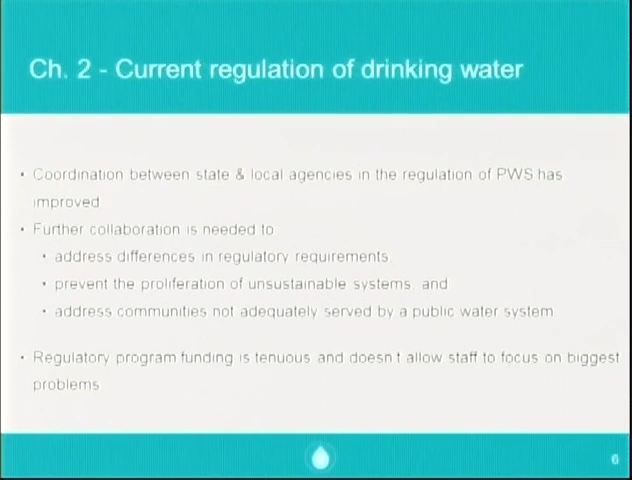 Ch. 2 - Current regulation of drinking water
• Coordination between state & local agencies in the regulation of PWS has
improved
• Further collaboration is needed to
• address differences in regulatory requirements,
• prevent the proliferation of unsustainable systems, and
• address communities not adequately served by a public water system
• Regulatory program funding is tenuous and doesn't allow staff to focus on biggest
problems
6